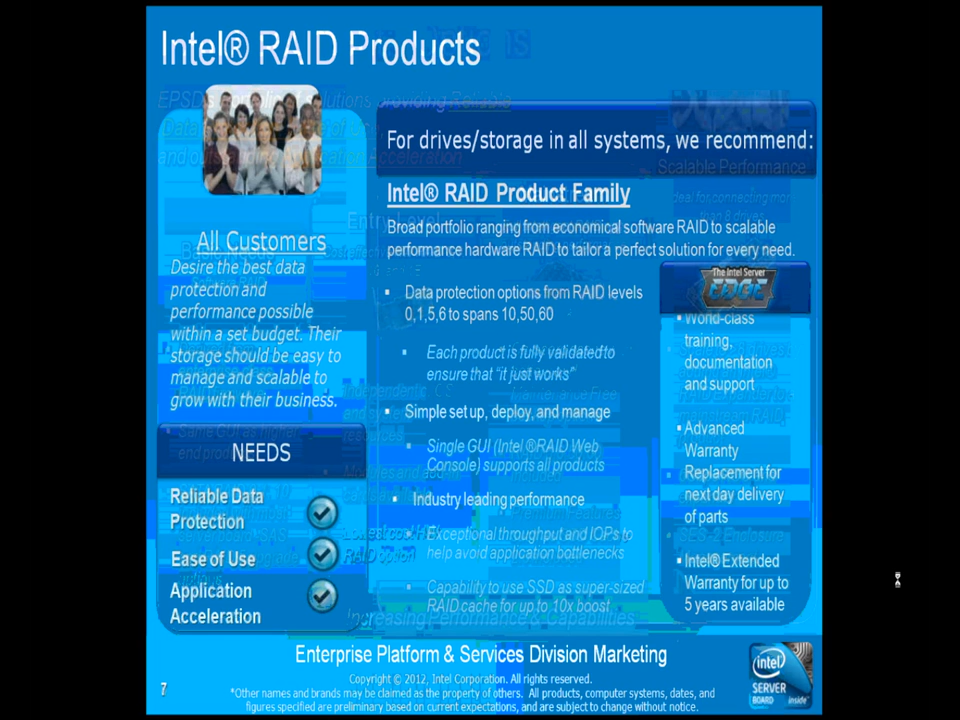 Intel® RAID Products
For drives/storage in all systems, we recommend:
Scalable Performance
Intel® RAID Product Family
Broad portfolio ranging from economical software RAID to scalable
performance hardware RAID to tailor a perfect solution for every need.
All Customers
Desire the best data
protection and
performance possible
within a set budget. Their
storage should be easy to
manage and scalable to
grow with their business.
NEEDS
Reliable Data
Protection
Ease of Use
Application
Acceleration
▪ Data protection options from RAID levels
0,1,5,6 to spans 10,50,60
▪ Each product is fully validated to
ensure that “it just works”
▪ Simple set up, deploy, and manage
▪ Single GUI (Intel ®RAID Web
Console) supports all products
▪ Industry leading performance
▪ Exceptional throughput and IOPs to
help avoid application bottlenecks
▪ Capability to use SSD as super-sized
RAID cache for up to 10x boost
Increasing Performance & Capabilities
The Intel Server
EDGE
▪ World-class
training,
documentation
and support
▪ Advanced
Warranty
Replacement for
next day delivery
of parts
▪ Intel® Extended
Warranty for up to
5 years available
Enterprise Platform & Services Division Marketing
Copyright © 2012, Intel Corporation. All rights reserved.
*Other names and brands may be claimed as the property of others. All products, computer systems, dates, and
figures specified are preliminary based on current expectations, and are subject to change without notice.
7
intel
SERVER
BOARD
inside™